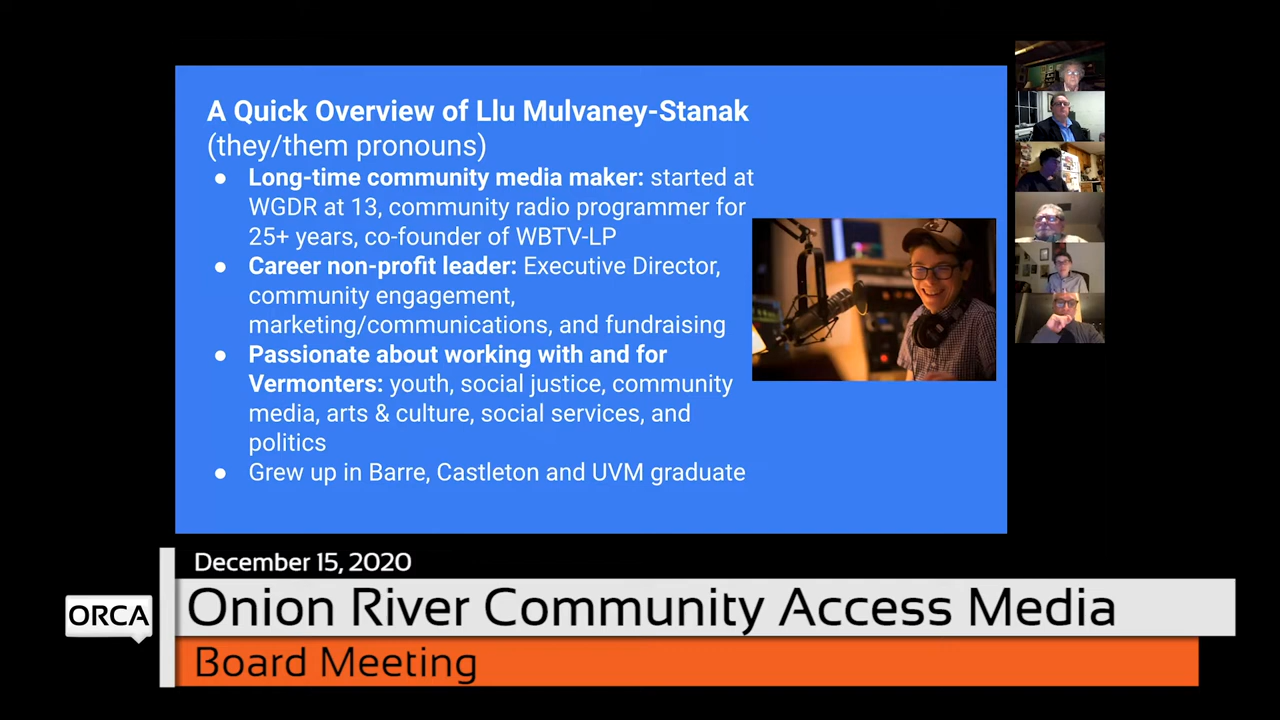 A Quick Overview of Llu Mulvaney-Stanak
(they/them pronouns)
● Long-time community media maker: started at
WGDR at 13, community radio programmer for
25+ years, co-founder of WBTV-LP
● Career non-profit leader: Executive Director,
community engagement,
marketing/communications, and fundraising
● Passionate about working with and for
Vermonters: youth, social justice, community
media, arts & culture, social services, and
politics
● Grew up in Barre, Castleton and UVM graduate
December 15, 2020
ORCA
Onion River Community Access Media
Board Meeting